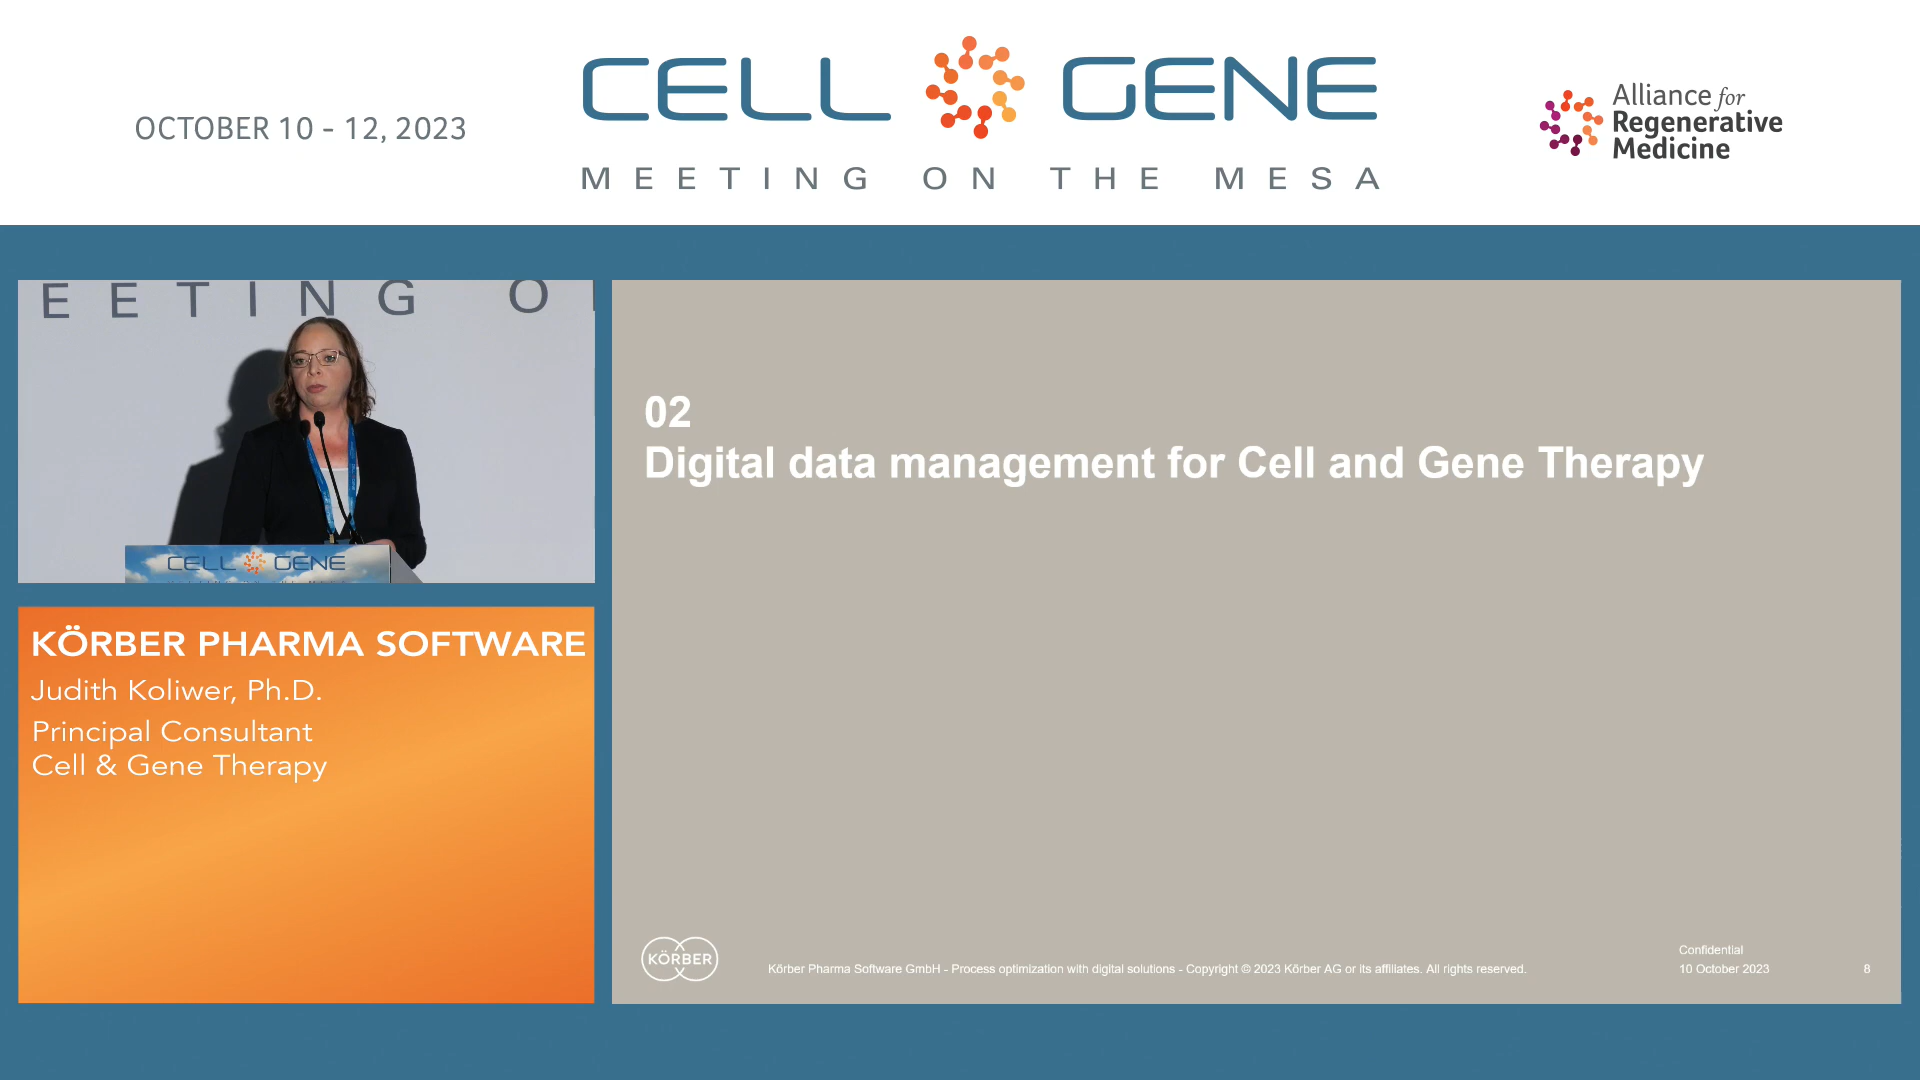 OCTOBER 10 - 12, 2023
CELL GENE
MEETING ON THE MESA
Alliance for
Regenerative
Medicine
EETING O
CELL GENE
KÖRBER PHARMA SOFTWARE
Judith Koliwer, Ph.D.
Principal Consultant
Cell & Gene Therapy
02
Digital data management for Cell and Gene Therapy
KÖRBER
Körber Pharma Software GmbH - Process optimization with digital solutions - Copyright © 2023 Körber AG or its affiliates. All rights reserved.
Confidential
10 October 2023
8